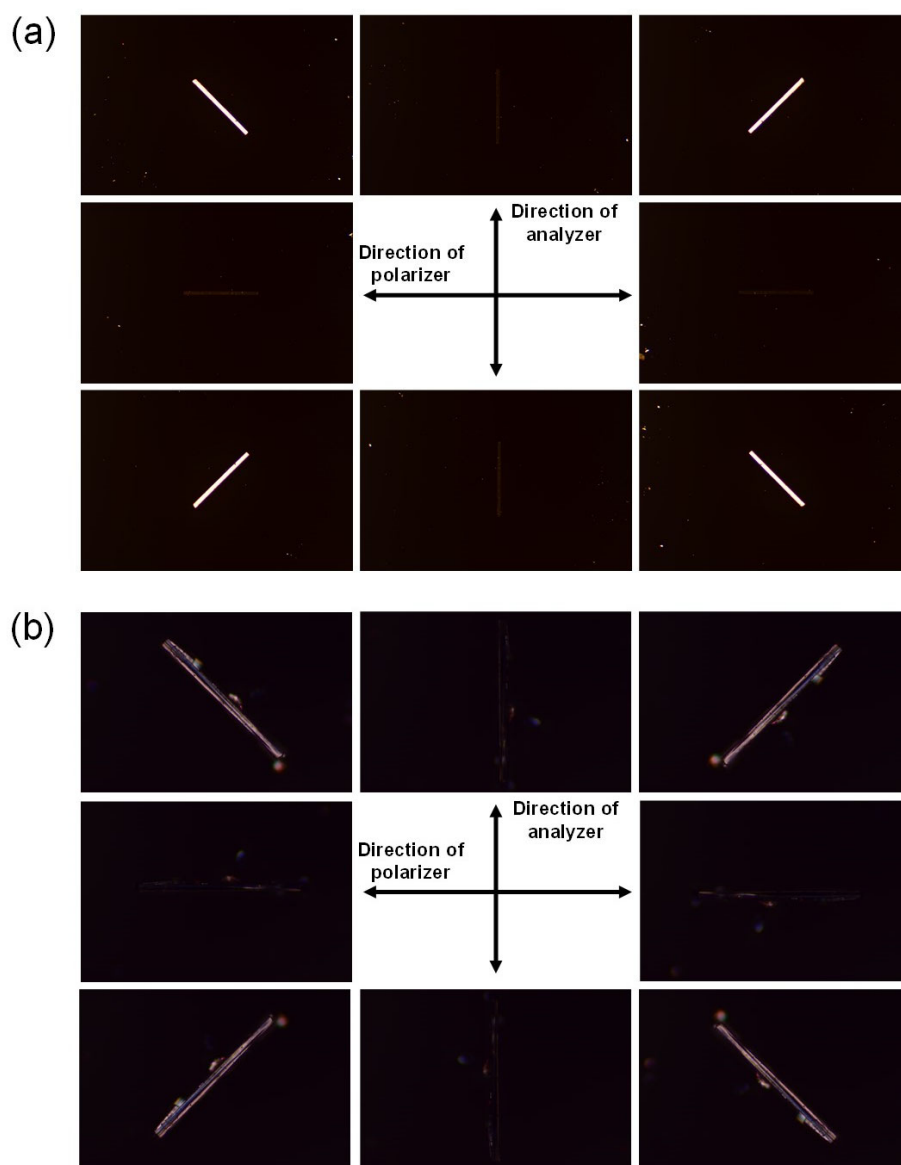 (a)
Direction of
analyzer
Direction of
polarizer
(b)
Direction of
analyzer
Direction of
polarizer